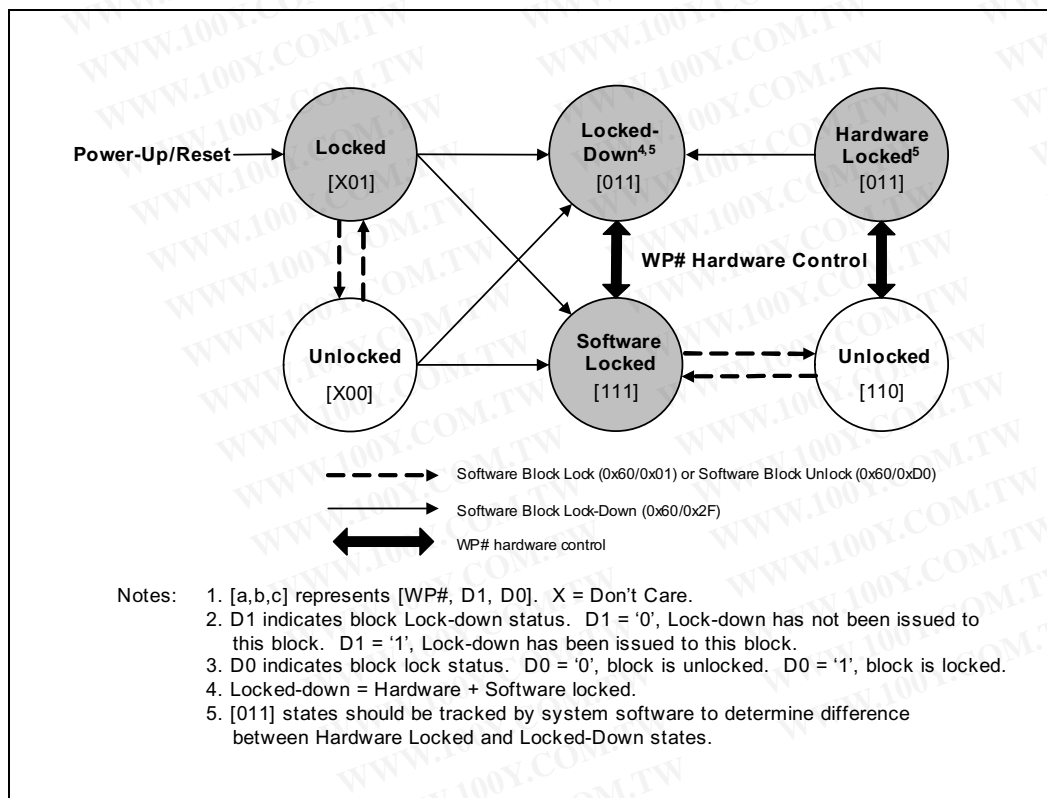 Power-Up/Reset
Locked
[X01]
Locked-
Down4,5
[011]
Hardware
Locked5
[011]
WP# Hardware Control
Unlocked
[X00]
Software
Locked
[111]
Unlocked
[110]
Software Block Lock (0x60/0x01) or Software Block Unlock (0x60/0xD0)
Software Block Lock-Down (0x60/0x2F)
WP# hardware control
Notes: 1. [a,b,c] represents [WP#, D1, D0]. X = Don't Care.
2. D1 indicates block Lock-down status. D1 = ‘0’, Lock-down has not been issued to
this block. D1 = ‘1’, Lock-down has been issued to this block.
3. D0 indicates block lock status. D0 = ‘0’, block is unlocked. D0 = ‘1’, block is locked.
4. Locked-down = Hardware + Software locked.
5. [011] states should be tracked by system software to determine difference
between Hardware Locked and Locked-Down states.
WWW.100Y.COM.TW